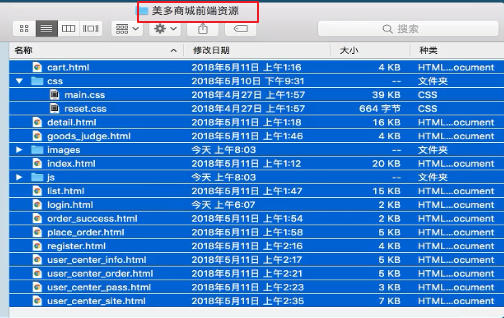 美多商城前端资源
搜索
名称 修改日期 大小 种类
cart.html 2018年5月11日 上午1:16 4 KB HTML...ocument
css 2018年5月10日 下午9:31 -- 文件夹
main.css 2018年4月27日 上午1:57 39 KB CSS
reset.css 2018年4月27日 上午1:57 664 字节 CSS
detail.html 2018年5月11日 上午1:18 16 KB HTML...ocument
goods_judge.html 2018年5月11日 上午1:46 4 KB HTML...ocument
images 今天 上午8:03 -- 文件夹
index.html 2018年5月11日 上午1:12 20 KB HTML...ocument
js 今天 上午8:03 -- 文件夹
list.html 2018年5月11日 上午1:47 15 KB HTML...ocument
login.html 今天 上午6:07 2 KB HTML...ocument
order_success.html 2018年5月11日 上午1:54 2 KB HTML...ocument
place_order.html 2018年5月11日 上午1:58 5 KB HTML...ocument
register.html 2018年5月11日 上午2:16 4 KB HTML...ocument
user_center_info.html 2018年5月11日 上午2:17 5 KB HTML...ocument
user_center_order.html 2018年5月11日 上午2:21 5 KB HTML...ocument
user_center_pass.html 2018年5月11日 上午2:23 3 KB HTML...ocument
user_center_site.html 2018年5月11日 上午2:35 7 KB HTML...ocument